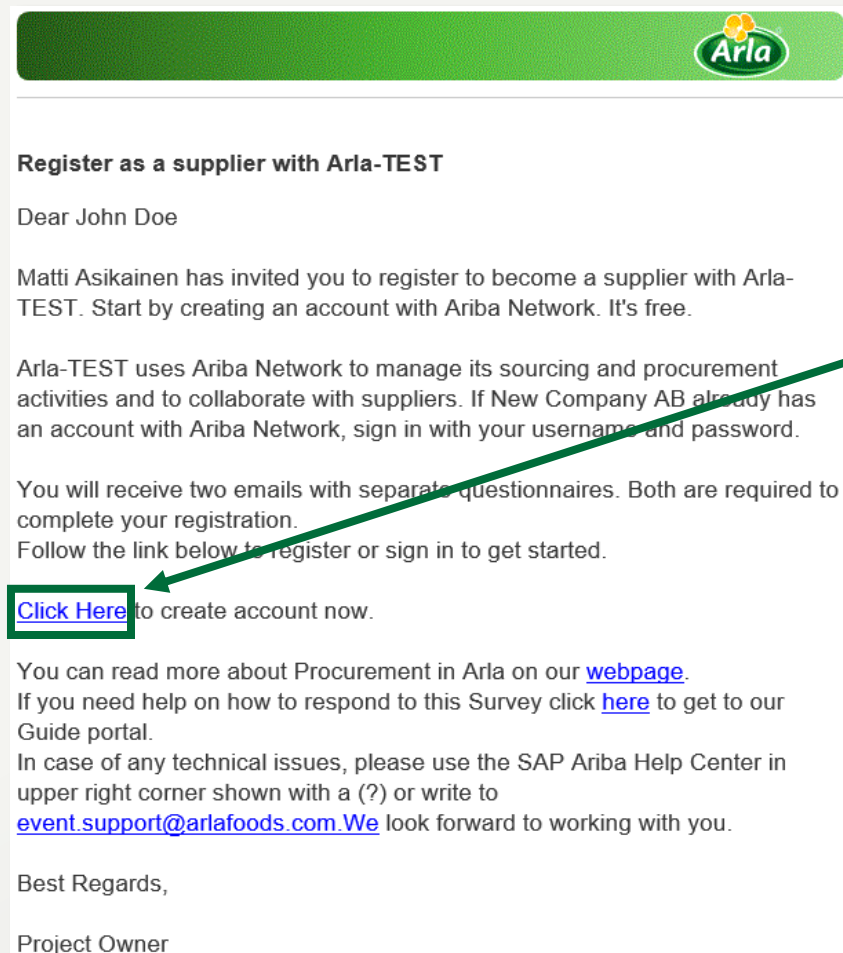 Arla
Register as a supplier with Arla-TEST
Dear John Doe
Matti Asikainen has invited you to register to become a supplier with Arla-
TEST. Start by creating an account with Ariba Network. It's free.
Arla-TEST uses Ariba Network to manage its sourcing and procurement
activities and to collaborate with suppliers. If New Company AB already has
an account with Ariba Network, sign in with your username and password.
You will receive two emails with separate questionnaires. Both are required to
complete your registration.
Follow the link below to register or sign in to get started.
Click Here to create account now.
You can read more about Procurement in Arla on our webpage.
If you need help on how to respond to this Survey click here to get to our
Guide portal.
In case of any technical issues, please use the SAP Ariba Help Center in
upper right corner shown with a (?) or write to
event.support@arlafoods.com.We look forward to working with you.
Best Regards,
Project Owner